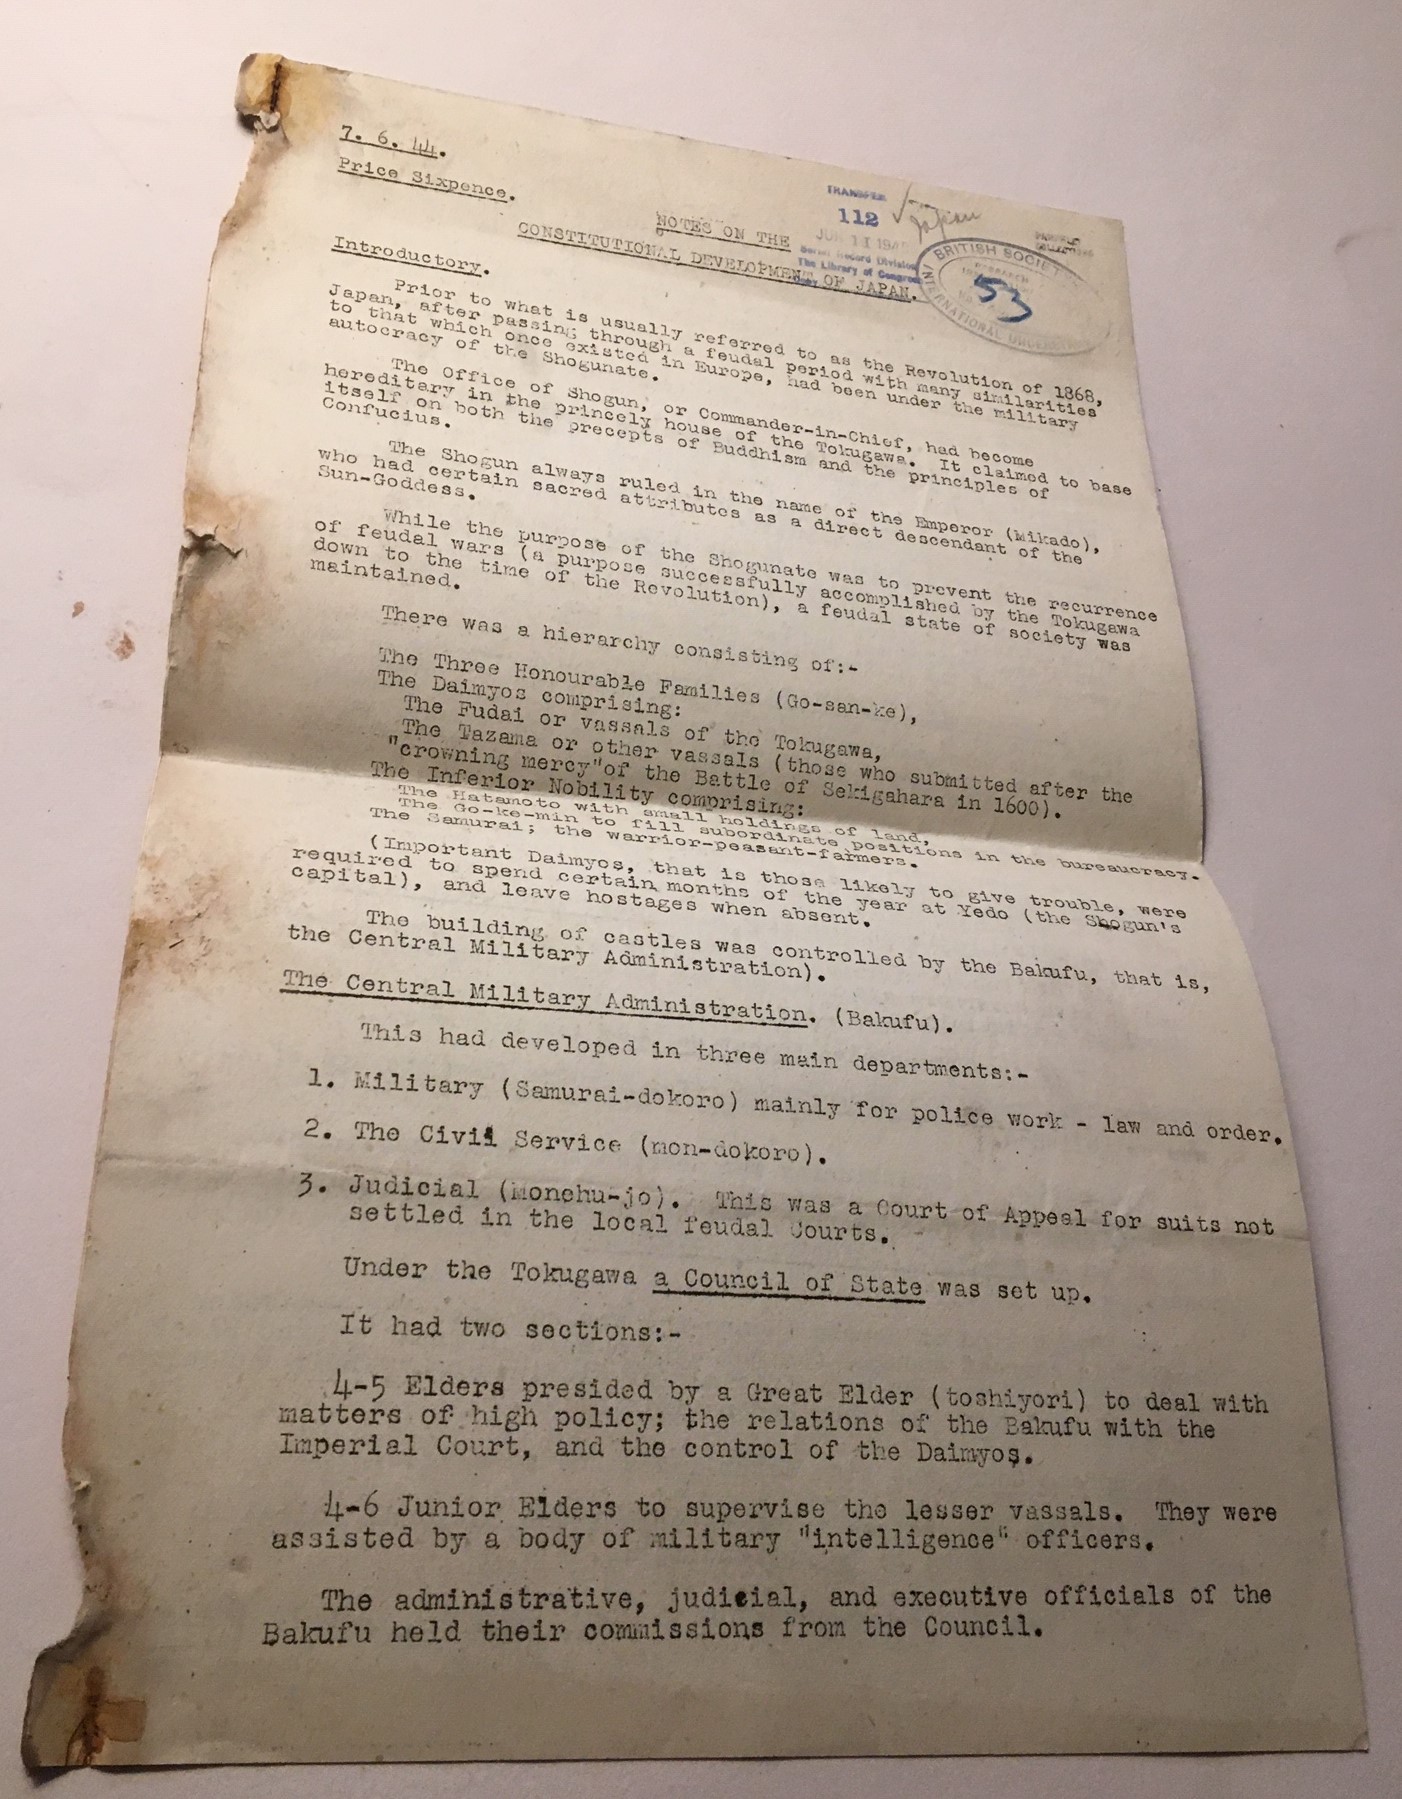 7. 6. 44.
Price Sixpence.
TRANSFER
112
JUN 11 194
Serial Record Division
The Library of Congress
Copy
Japan
BRITISH SOCIET
INTERNATIONAL UNDER
53
NOTES ON THE
CONSTITUTIONAL DEVELOPMENT OF JAPAN.
Introductory.
Prior to what is usually referred to as the Revolution of 1868,
Japan, after passing through a feudal period with many similarities
to that which once existed in Europe, had been under the military
autocracy of the Shogunate.
The Office of Shogun, or Commander-in-Chief, had become
hereditary in the princely house of the Tokugawa. It claimed to base
itself on both the precepts of Buddhism and the principles of
Confucius.
The Shogun always ruled in the name of the Emperor (Mikado),
who had certain sacred attributes as a direct descendant of the
Sun-Goddess.
While the purpose of the Shogunate was to prevent the recurrence
of feudal wars (a purpose successfully accomplished by the Tokugawa
down to the time of the Revolution), a feudal state of society was
maintained.
There was a hierarchy consisting of:-
The Three Honourable Families (Go-san-ke),
The Daimyos comprising:
The Fudai or vassals of the Tokugawa,
The Tazama or other vassals (those who submitted after the
"crowning mercy"of the Battle of Sekigahara in 1600).
The Inferior Nobility comprising:
The Hatamoto with small holdings of land,
The Go-ke-min to fill subordinate positions in the bureaucracy.
The Samurai; the warrior-peasant-farmers.
(Important Daimyos, that is those likely to give trouble, were
required to spend certain months of the year at Yedo (the Shogun's
capital), and leave hostages when absent.
The building of castles was controlled by the Bakufu, that is,
the Central Military Administration).
The Central Military Administration. (Bakufu).
This had developed in three main departments:-
1. Military (Samurai-dokoro) mainly for police work - law and order.
2. The Civil Service (mon-dokoro).
3. Judicial (Monchu-jo). This was a Court of Appeal for suits not
settled in the local feudal Courts.
Under the Tokugawa a Council of State was set up.
It had two sections:-
4-5 Elders presided by a Great Elder (toshiyori) to deal with
matters of high policy; the relations of the Bakufu with the
Imperial Court, and the control of the Daimyos.
4-6 Junior Elders to supervise the lesser vassals. They were
assisted by a body of military "intelligence" officers.
The administrative, judicial, and executive officials of the
Bakufu held their commissions from the Council.